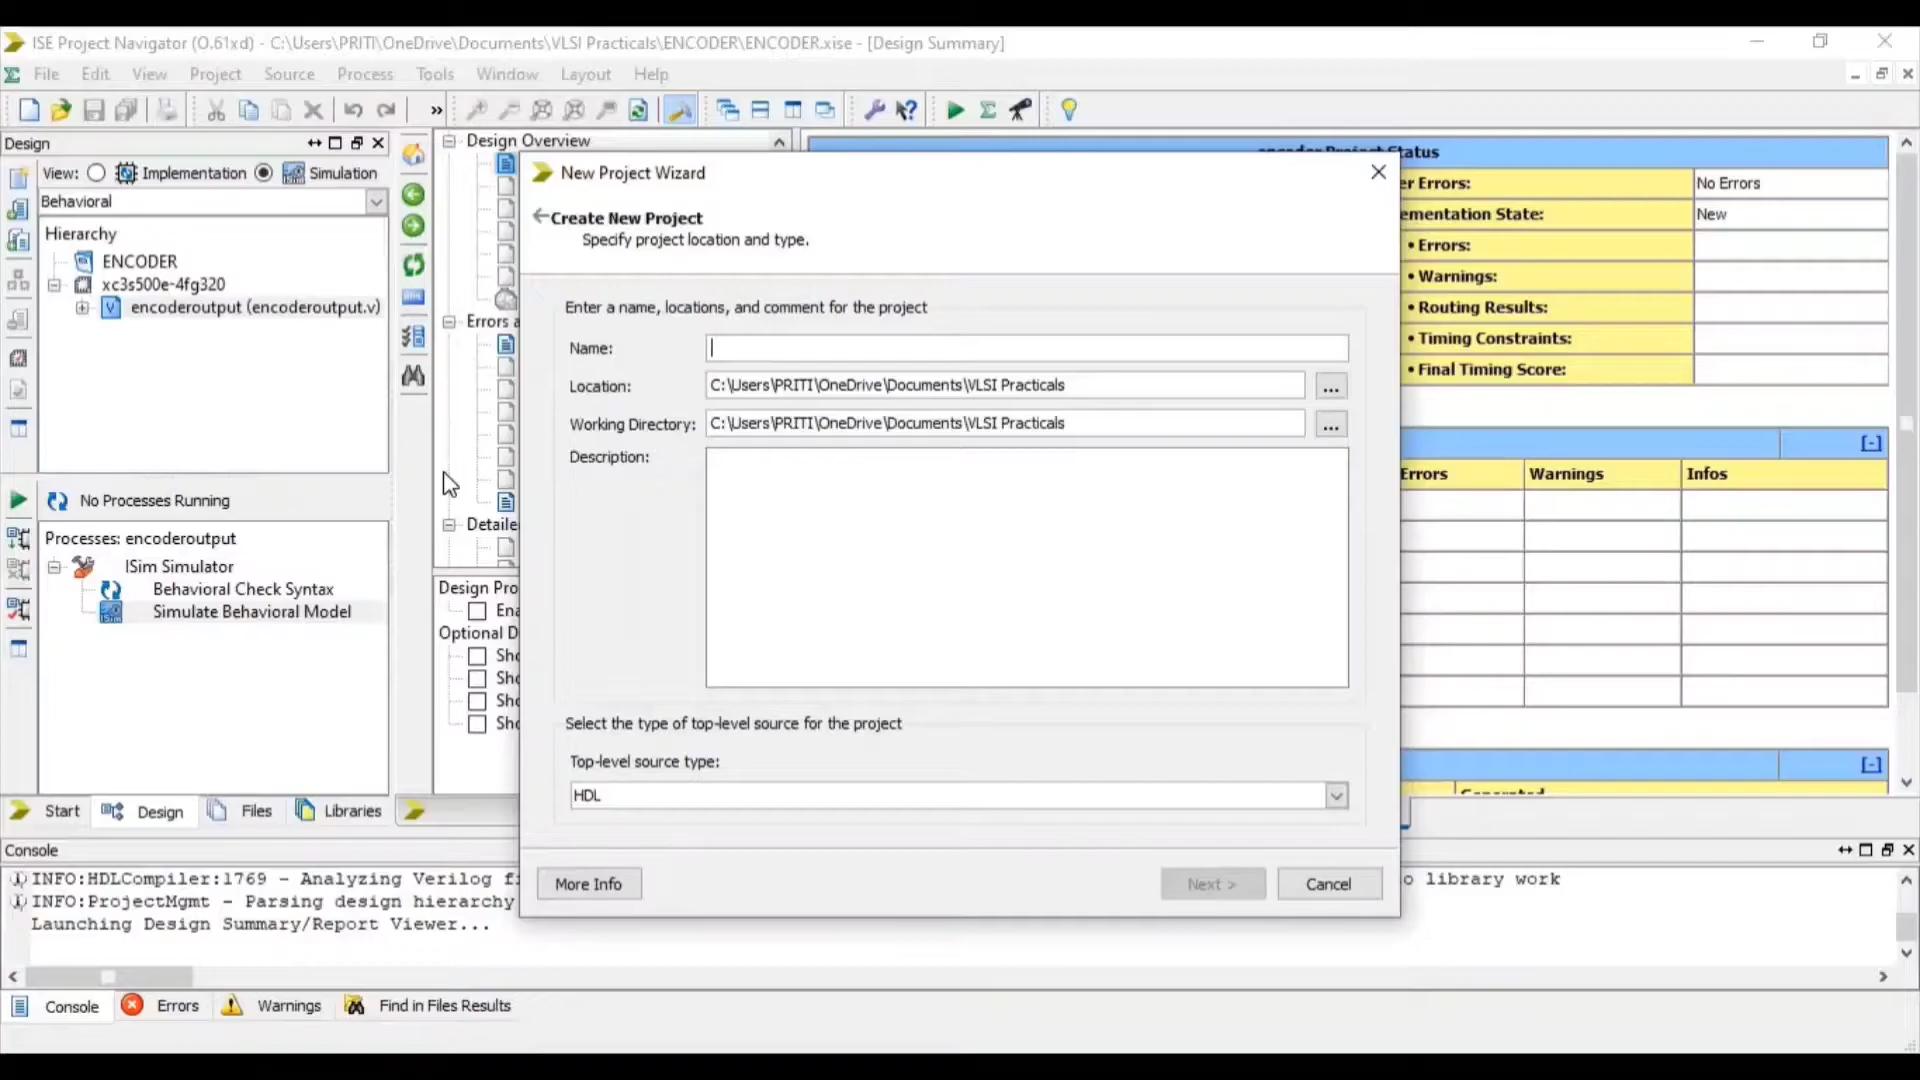 ISE Project Navigator (O.61xd) - C:\Users\PRITI\OneDrive\Documents\VLSI Practicals\ENCODER\ENCODER.xise - [Design Summary]
File Edit View Project Source Process Tools Window Layout Help
Design
View: Implementation Simulation
Behavioral
Hierarchy
ENCODER
xc3s500e-4fg320
encoderoutput (encoderoutput.v)
No Processes Running
Processes: encoderoutput
ISim Simulator
Behavioral Check Syntax
Simulate Behavioral Model
Start Design Files Libraries
Design Overview
Errors a
Detaile
Design Pro
Ena
Optional D
Sho
Sho
Sho
Sho
New Project Wizard
Create New Project
Specify project location and type.
Enter a name, locations, and comment for the project
Name:
Location: C:\Users\PRITI\OneDrive\Documents\VLSI Practicals ...
Working Directory: C:\Users\PRITI\OneDrive\Documents\VLSI Practicals ...
Description:
Select the type of top-level source for the project
Top-level source type:
HDL
More Info Next > Cancel
Project Status
er Errors: No Errors
ementation State: New
• Errors:
• Warnings:
• Routing Results:
• Timing Constraints:
• Final Timing Score:
[-]
Errors Warnings Infos
[-]
Console
INFO:HDLCompiler:1769 - Analyzing Verilog fi o library work
INFO:ProjectMgmt - Parsing design hierarchy
Launching Design Summary/Report Viewer...
Console Errors Warnings Find in Files Results